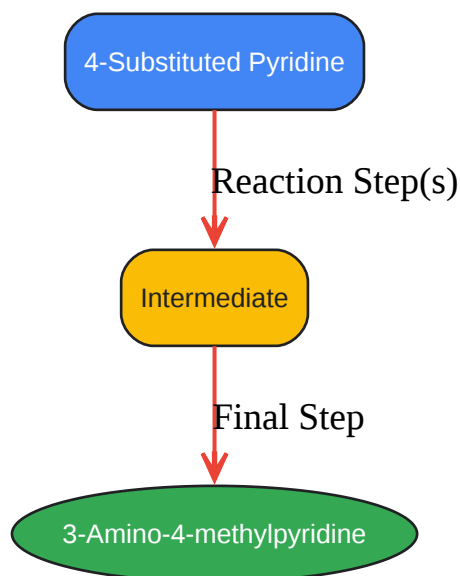 4-Substituted Pyridine
Reaction Step(s)
Intermediate
Final Step
3-Amino-4-methylpyridine